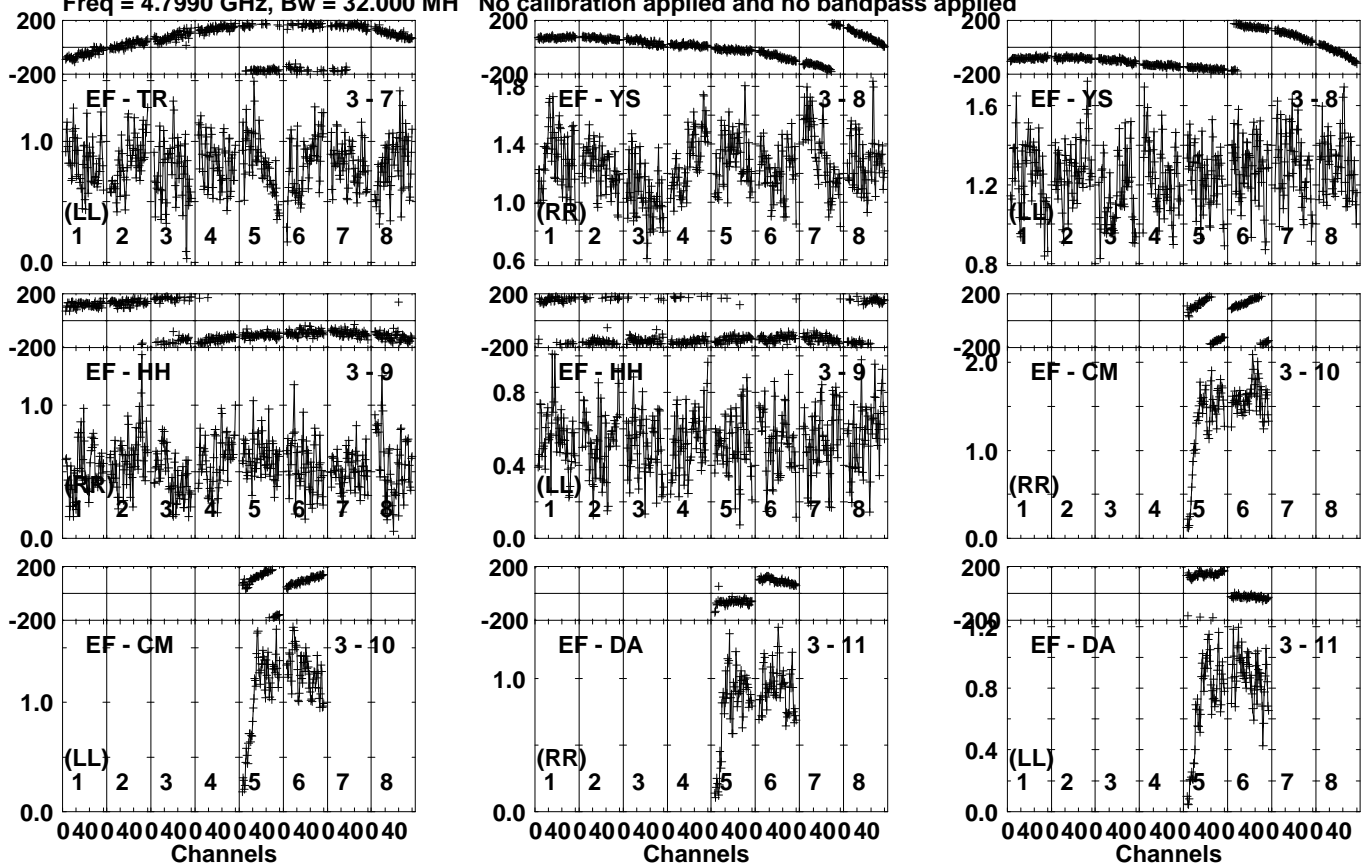 Freq = 4.7990 GHz, Bw = 32.000 MH No calibration applied and no bandpass applied
200
-200
EF - TR 3 - 7
1.0
(LL)
1 2 3 4 5 6 7 8
0.0
200
-200
1.8
EF - YS 3 - 8
1.4
1.0
(RR)
1 2 3 4 5 6 7 8
0.6
200
-200
EF - YS 3 - 8
1.6
1.2
(LL)
1 2 3 4 5 6 7 8
0.8
200
-200
EF - HH 3 - 9
1.0
(RR)
1 2 3 4 5 6 7 8
0.0
200
-200
EF - HH 3 - 9
0.8
0.4
(LL)
1 2 3 4 5 6 7 8
0.0
200
-200
2.0
EF - CM 3 - 10
1.0
(RR)
1 2 3 4 5 6 7 8
0.0
200
-200
EF - CM 3 - 10
1.0
(LL)
1 2 3 4 5 6 7 8
0.0
0 40 0 40 0 40 0 40 0 40 0 40 0 40 0 40
Channels
200
-200
EF - DA 3 - 11
1.0
(RR)
1 2 3 4 5 6 7 8
0.0
0 40 0 40 0 40 0 40 0 40 0 40 0 40 0 40
Channels
200
-200
1.2
EF - DA 3 - 11
0.8
0.4
(LL)
1 2 3 4 5 6 7 8
0.0
0 40 0 40 0 40 0 40 0 40 0 40 0 40 0 40
Channels